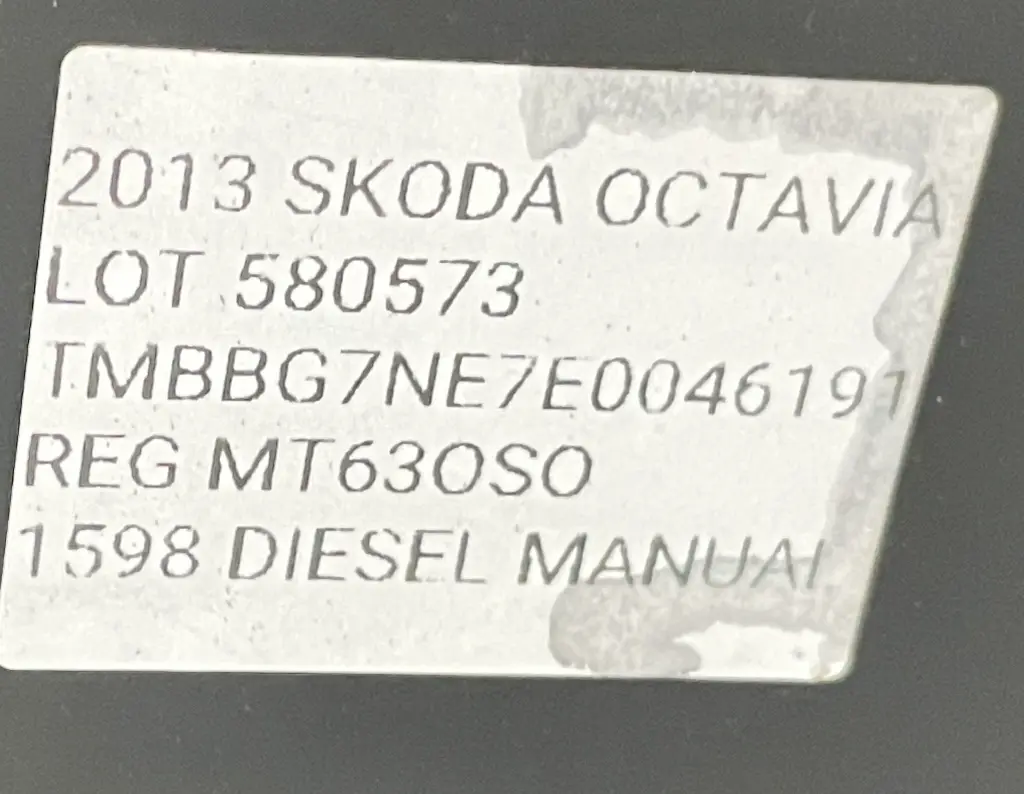 2013 SKODA OCTAVIA
LOT 580573
TMBBG7NE7E0046191
REG MT63OSO
1598 DIESEL MANUAL